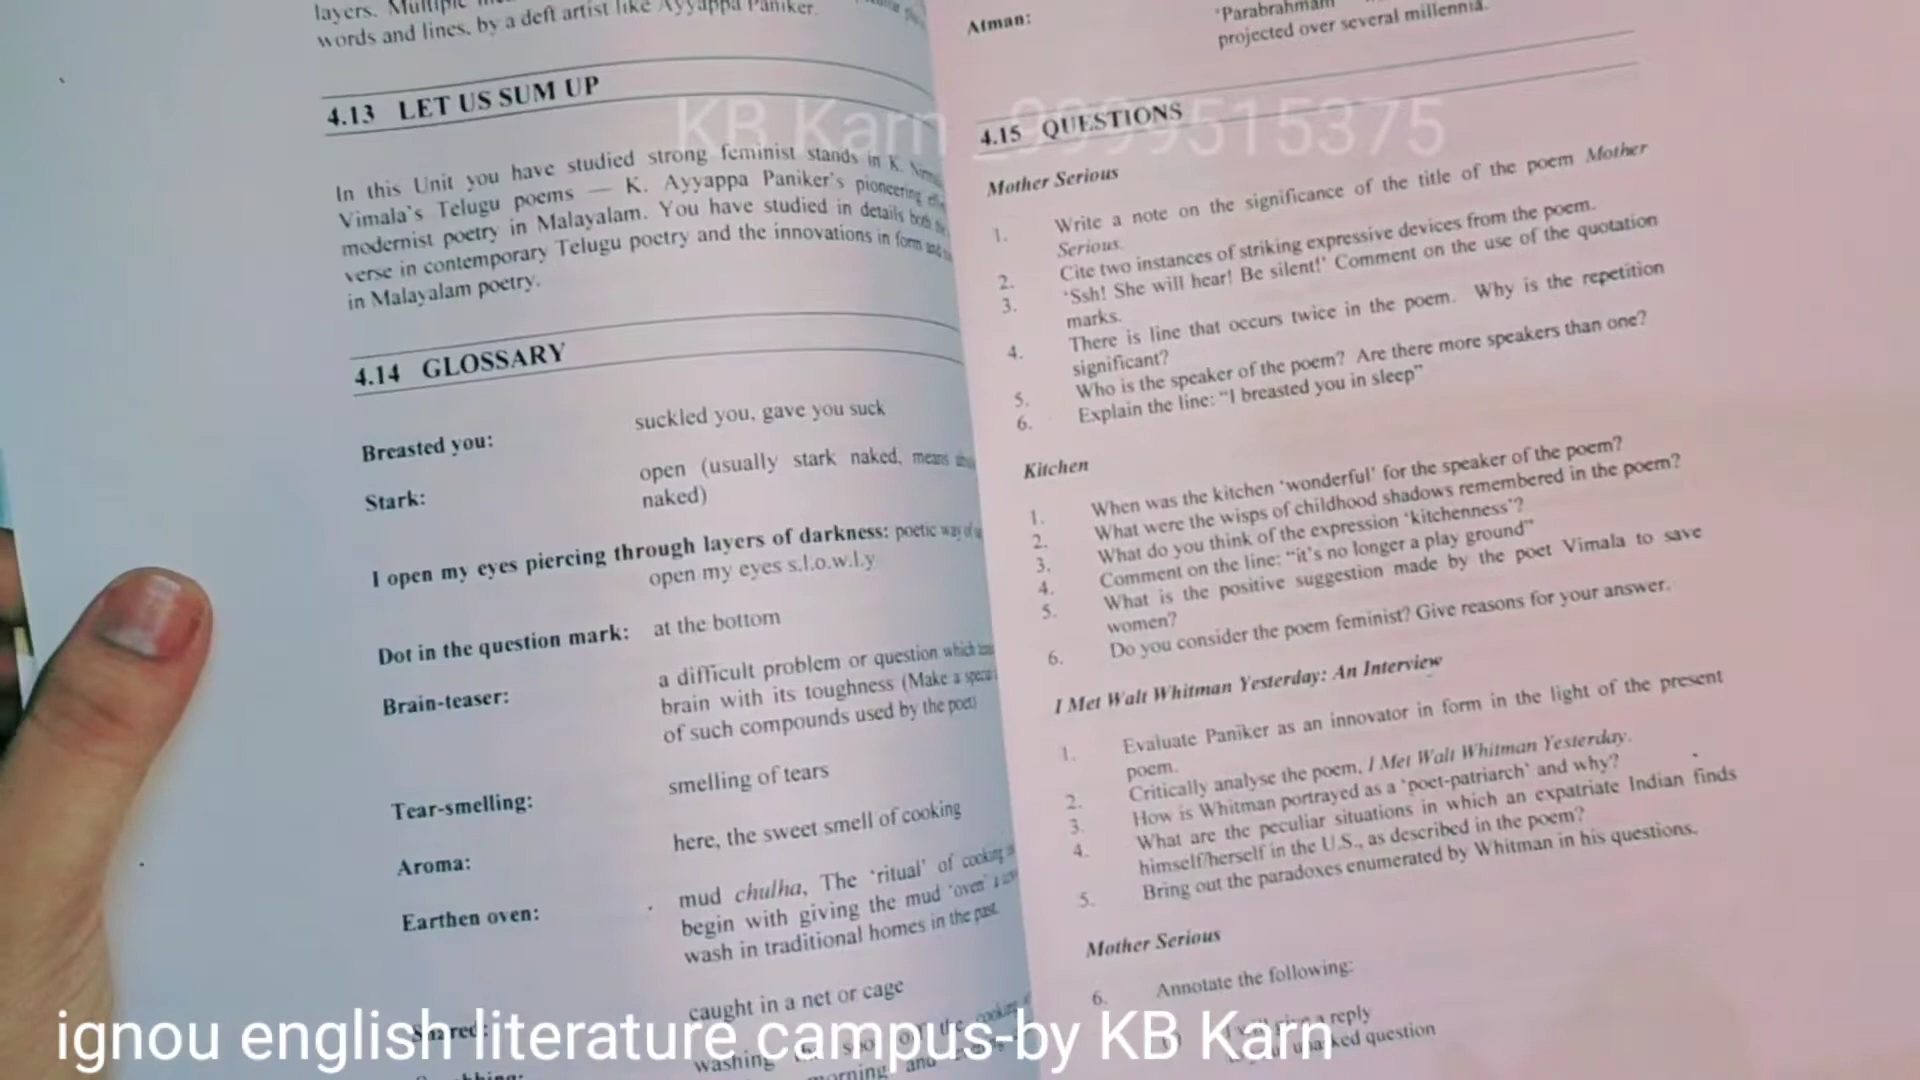 layers. Multiple
words and lines, by a deft artist like Ayyappa Paniker.
4.13 LET US SUM UP
In this Unit you have studied strong feminist stands in K.
Vimala's Telugu poems — K. Ayyappa Paniker's pioneering
modernist poetry in Malayalam. You have studied in details both
verse in contemporary Telugu poetry and the innovations in form and
in Malayalam poetry.
4.14 GLOSSARY
Breasted you: suckled you, gave you suck
Stark: open (usually stark naked, means
naked)
I open my eyes piercing through layers of darkness: poetic way of
open my eyes s.l.o.w.l.y
Dot in the question mark: at the bottom
Brain-teaser: a difficult problem or question which
brain with its toughness (Make a
of such compounds used by the poet)
Tear-smelling: smelling of tears
Aroma: here, the sweet smell of cooking
Earthen oven: mud chulha, The 'ritual' of cooking
begin with giving the mud 'oven' a
wash in traditional homes in the past.
caught in a net or cage
washing
morning and
Atman: 'Parabrahmam
projected over several millennia.
4.15 QUESTIONS
Mother Serious
1. Write a note on the significance of the title of the poem Mother
Serious.
2. Cite two instances of striking expressive devices from the poem.
3. 'Ssh! She will hear! Be silent!' Comment on the use of the quotation
marks.
4. There is line that occurs twice in the poem. Why is the repetition
significant?
5. Who is the speaker of the poem? Are there more speakers than one?
6. Explain the line: "I breasted you in sleep"
Kitchen
1. When was the kitchen 'wonderful' for the speaker of the poem?
2. What were the wisps of childhood shadows remembered in the poem?
3. What do you think of the expression 'kitchenness'?
4. Comment on the line: "it's no longer a play ground"
5. What is the positive suggestion made by the poet Vimala to save
women?
6. Do you consider the poem feminist? Give reasons for your answer.
I Met Walt Whitman Yesterday: An Interview
1. Evaluate Paniker as an innovator in form in the light of the present
poem.
2. Critically analyse the poem, I Met Walt Whitman Yesterday.
3. How is Whitman portrayed as a 'poet-patriarch' and why?
4. What are the peculiar situations in which an expatriate Indian finds
himself/herself in the U.S., as described in the poem?
5. Bring out the paradoxes enumerated by Whitman in his questions.
Mother Serious
6. Annotate the following:
a reply
question
KB Karn 9999515375
ignou english literature campus-by KB Karn